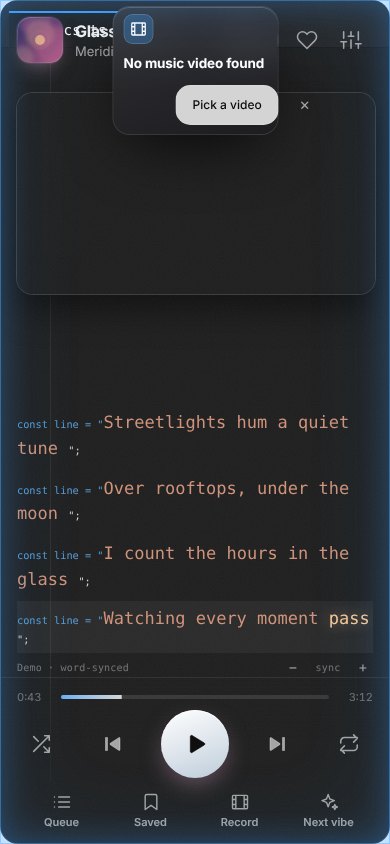 Glass
Meridi
No music video found
Pick a video
×
const line = "Streetlights hum a quiet
tune ";
const line = "Over rooftops, under the
moon ";
const line = "I count the hours in the
glass ";
const line = "Watching every moment pass
";
Demo · word-synced
− sync +
0:43
3:12
Queue
Saved
Record
Next vibe